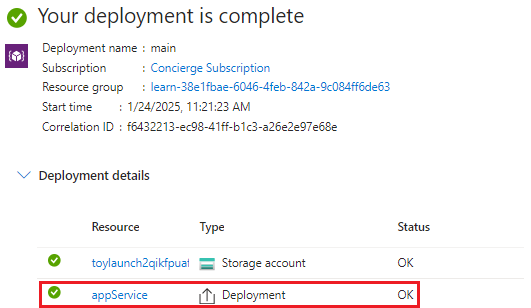 Your deployment is complete
Deployment name : main
Subscription : Concierge Subscription
Resource group : learn-38e1fbae-6046-4feb-842a-9c084ff6de63
Start time : 1/24/2025, 11:21:23 AM
Correlation ID : f6432213-ec98-41ff-b1c3-a26e2e97e68e
Deployment details
Resource Type Status
toylaunch2qikfpuaf Storage account OK
appService Deployment OK